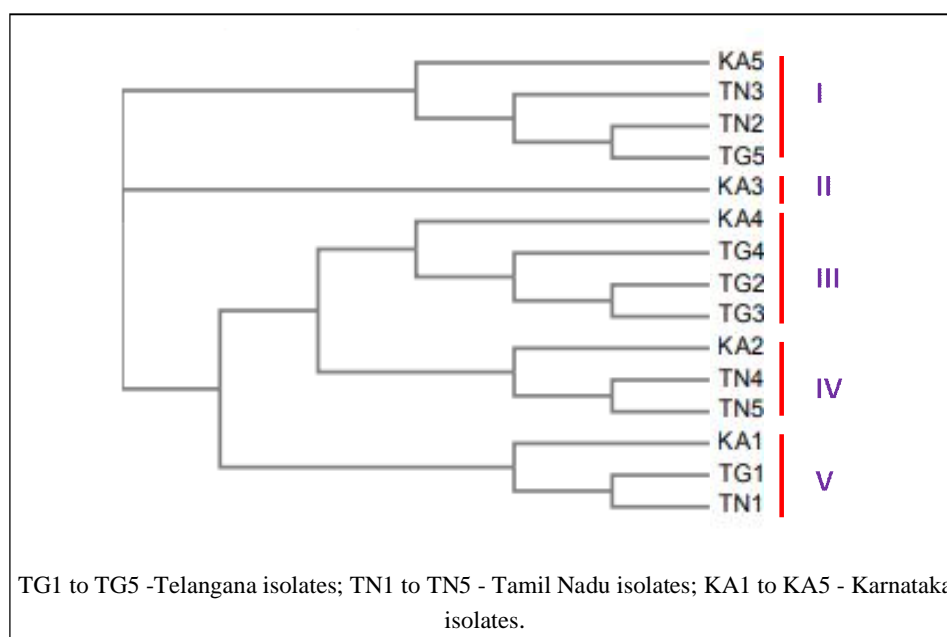 KA5
TN3
I
TN2
TG5
KA3
II
KA4
TG4
III
TG2
TG3
KA2
TN4
IV
TN5
KA1
TG1
V
TN1
TG1 to TG5 -Telangana isolates; TN1 to TN5 - Tamil Nadu isolates; KA1 to KA5 - Karnataka
isolates.